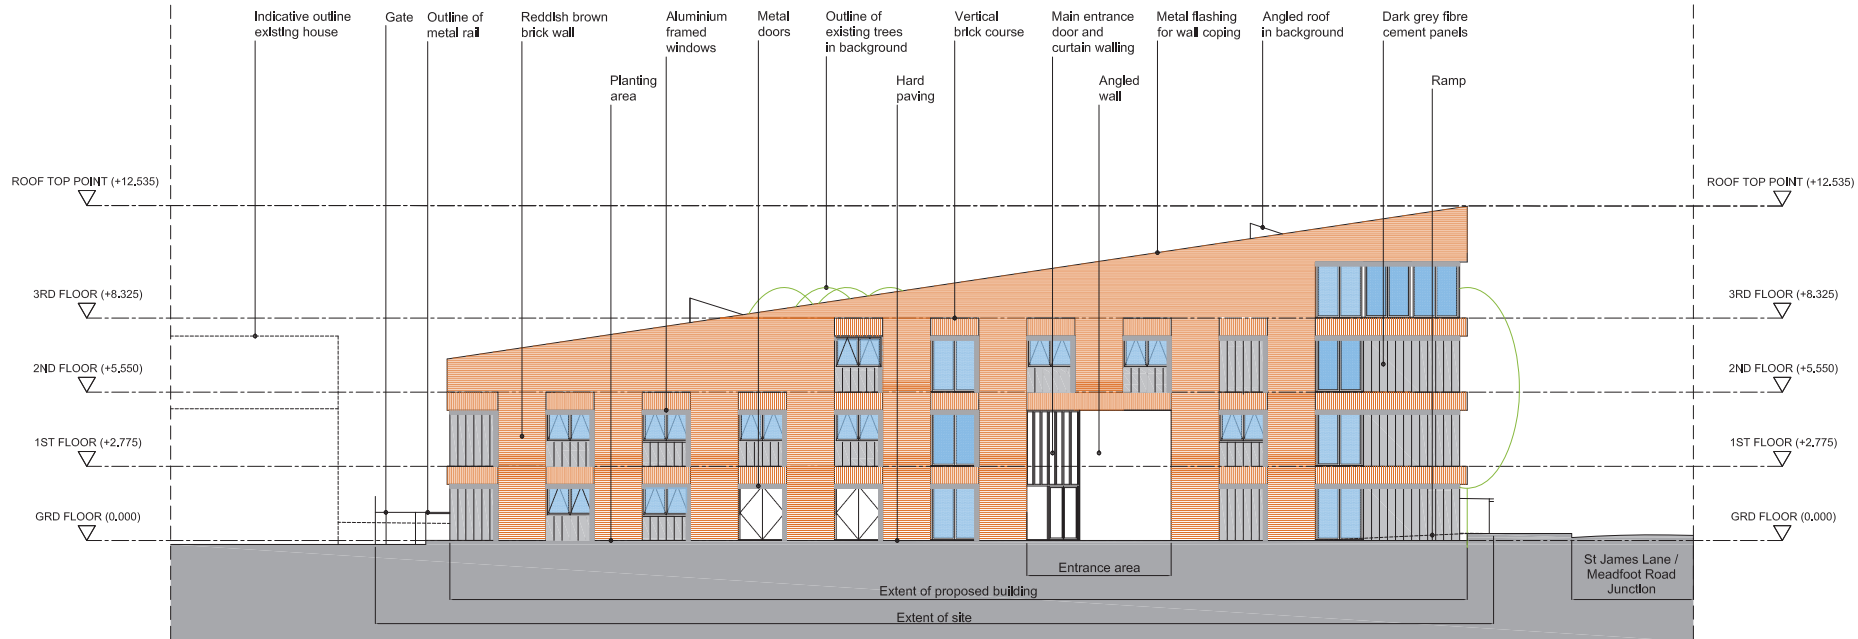 Indicative outline
existing house
Gate
Outline of
metal rail
Reddish brown
brick wall
Aluminium
framed
windows
Metal
doors
Outline of
existing trees
in background
Vertical
brick course
Main entrance
door and
curtain walling
Metal flashing
for wall coping
Angled roof
in background
Dark grey fibre
cement panels
Planting
area
Hard
paving
Angled
wall
Ramp
ROOF TOP POINT (+12.535)
ROOF TOP POINT (+12.535)
3RD FLOOR (+8.325)
3RD FLOOR (+8.325)
2ND FLOOR (+5,550)
2ND FLOOR (+5,550)
1ST FLOOR (+2.775)
1ST FLOOR (+2.775)
GRD FLOOR (0.000)
GRD FLOOR (0.000)
Entrance area
St James Lane /
Meadfoot Road
Junction
Extent of proposed building
Extent of site